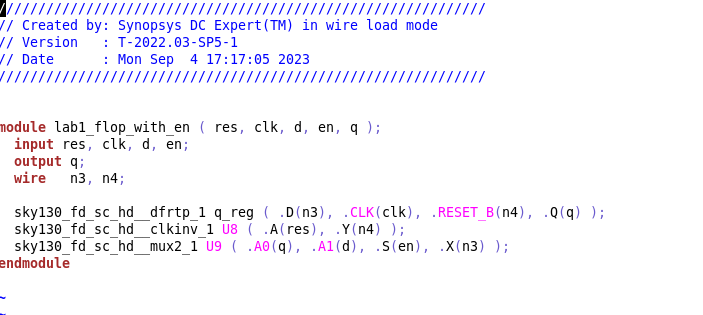 //////////////////////////////////////////////////////////////
// Created by: Synopsys DC Expert(TM) in wire load mode
// Version   : T-2022.03-SP5-1
// Date      : Mon Sep  4 17:17:05 2023
//////////////////////////////////////////////////////////////
module lab1_flop_with_en ( res, clk, d, en, q );
  input res, clk, d, en;
  output q;
  wire   n3, n4;
  sky130_fd_sc_hd__dfrtp_1 q_reg ( .D(n3), .CLK(clk), .RESET_B(n4), .Q(q) );
  sky130_fd_sc_hd__clkinv_1 U8 ( .A(res), .Y(n4) );
  sky130_fd_sc_hd__mux2_1 U9 ( .A0(q), .A1(d), .S(en), .X(n3) );
endmodule
~
~